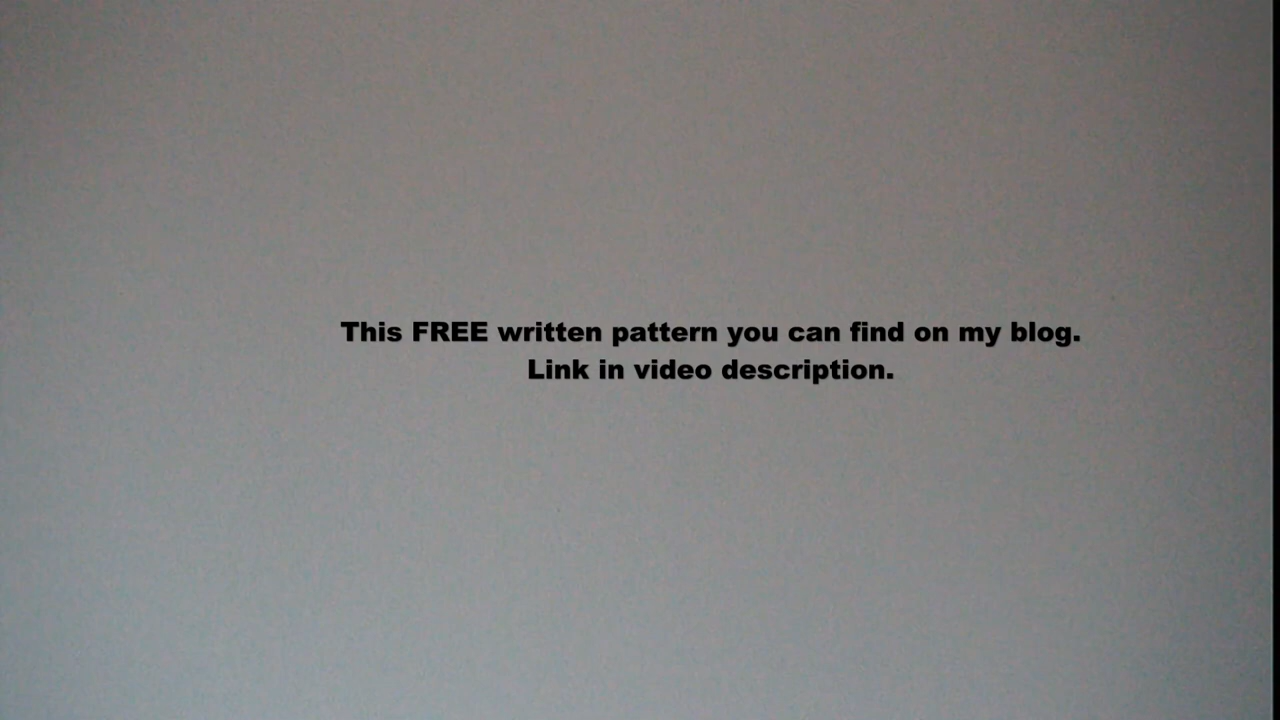 This FREE written pattern you can find on my blog.
Link in video description.